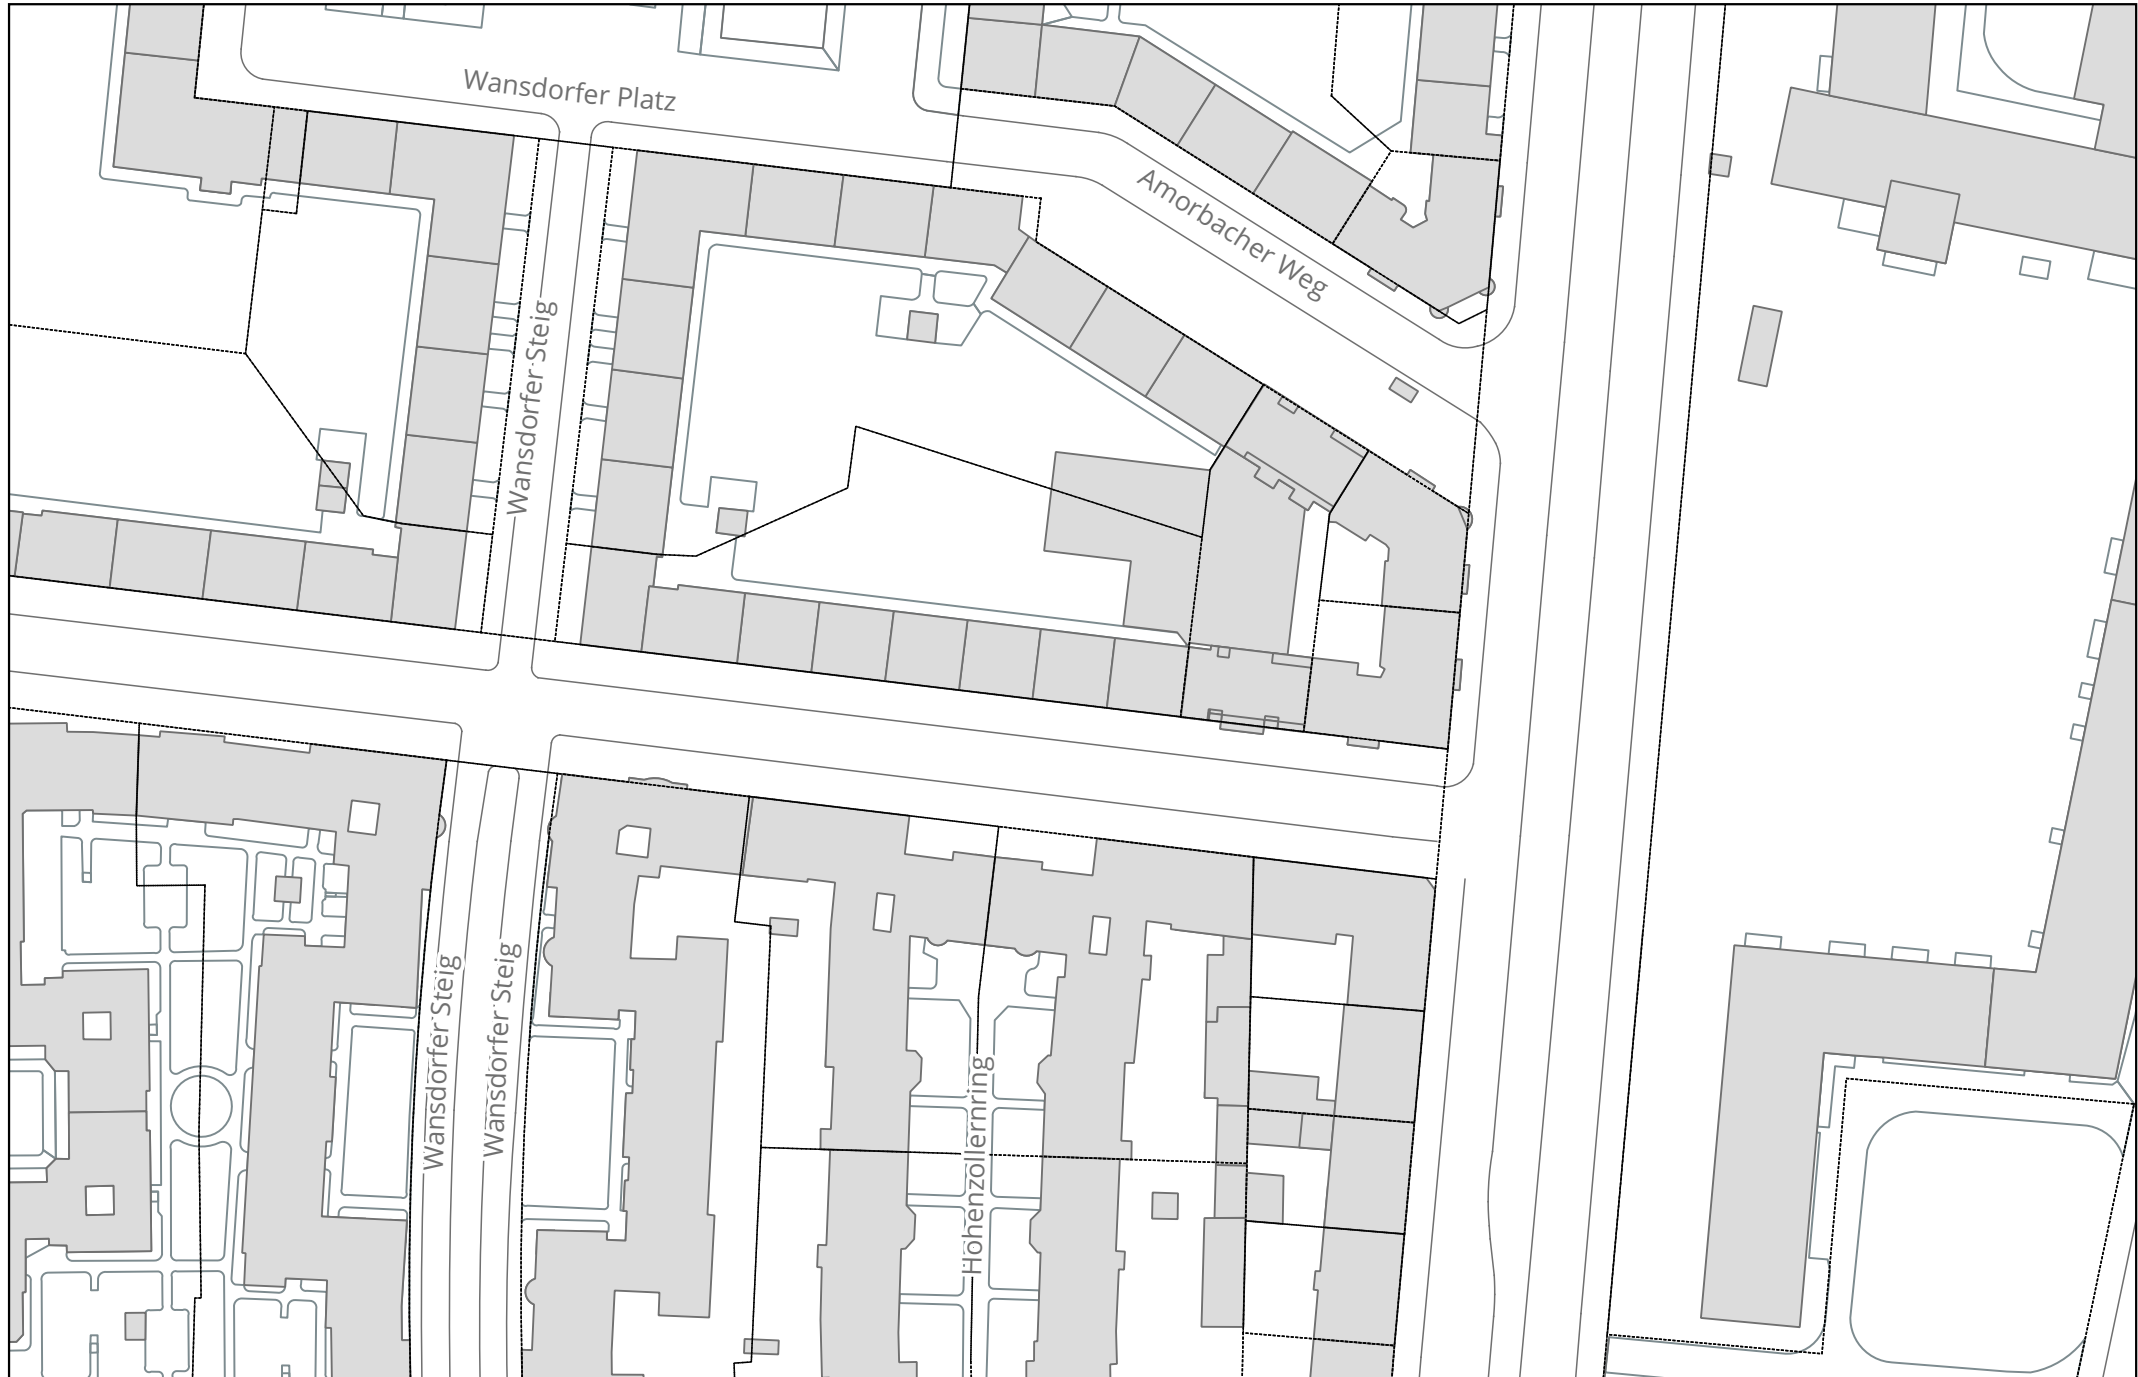 Wansdorfer Platz
Amorbacher Weg
Wansdorfer Steig
Wansdorfer Steig
Wansdorfer Steig
Hohenzollernring